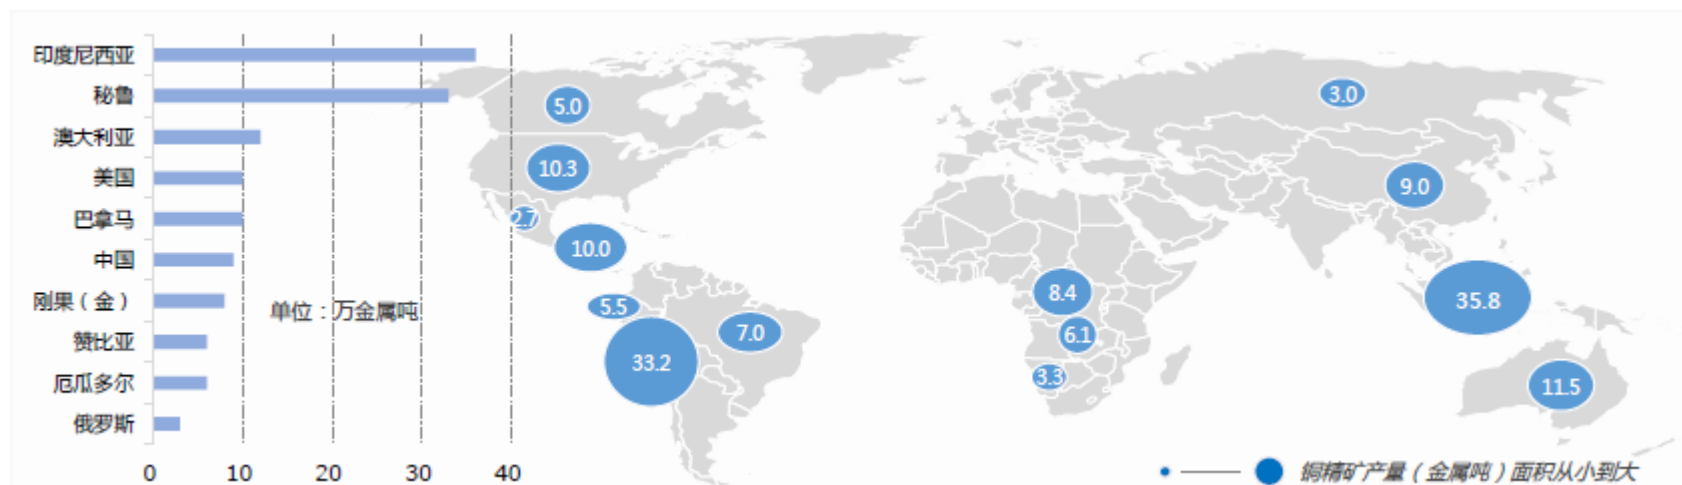 印度尼西亚
秘鲁
澳大利亚
美国
巴拿马
中国
刚果（金）
赞比亚
厄瓜多尔
俄罗斯
0 10 20 30 40
单位：万金属吨
5.0
3.0
10.3
9.0
2.7
10.0
8.4
35.8
5.5
7.0
6.1
33.2
3.3
11.5
铜精矿产量（金属吨）面积从小到大